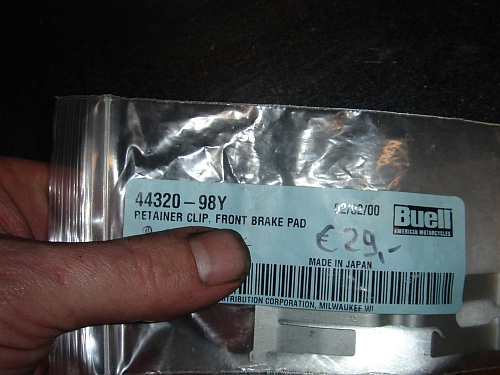 44320-98Y 02/02/00 Buell
RETAINER CLIP, FRONT BRAKE PAD AMERICAN MOTORCYCLES
€ 29,-
MADE IN JAPAN
CORPORATION, MILWAUKEE WI